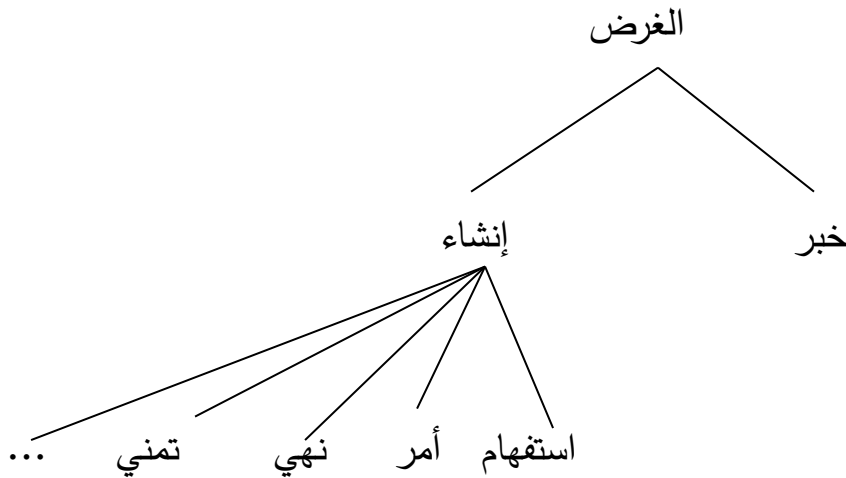 الغرض
خبر
إنشاء
استفهام
أمر
نهي
تمني
...